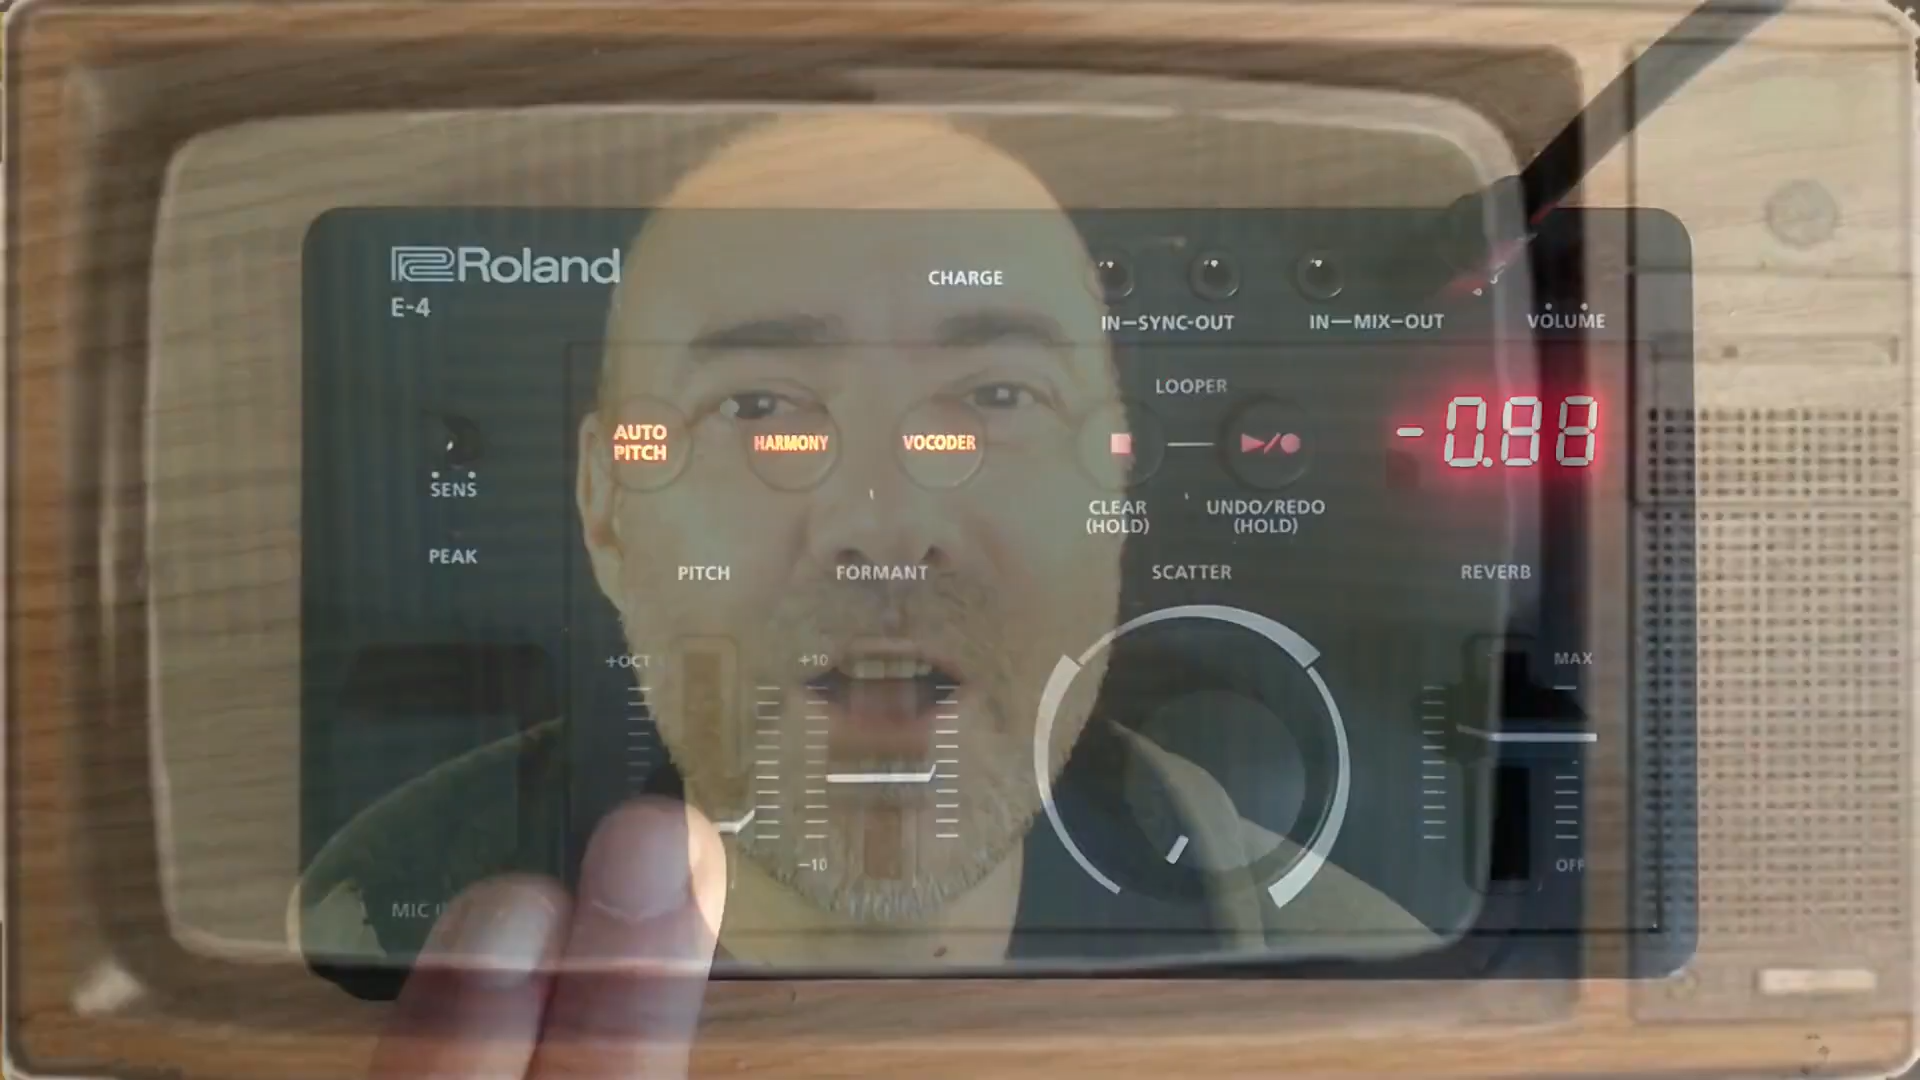 Roland
E-4
CHARGE
IN-SYNC-OUT
IN-MIX-OUT
VOLUME
LOOPER
AUTO
PITCH
HARMONY
VOCODER
-0.88
SENS
CLEAR
(HOLD)
UNDO/REDO
(HOLD)
PEAK
PITCH
FORMANT
SCATTER
REVERB
+OCT
+10
MAX
-10
OFF
MIC